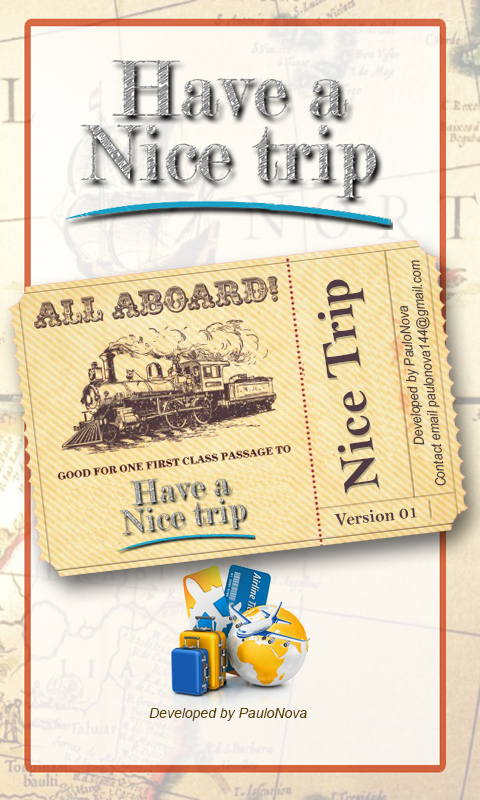 Have a
Nice trip
ALL ABOARD!
GOOD FOR ONE FIRST CLASS PASSAGE TO
Have a
Nice trip
Nice Trip
Developed by PauloNova
Contact email paulonova144@gmail.com
Version 01
Airline
Developed by PauloNova